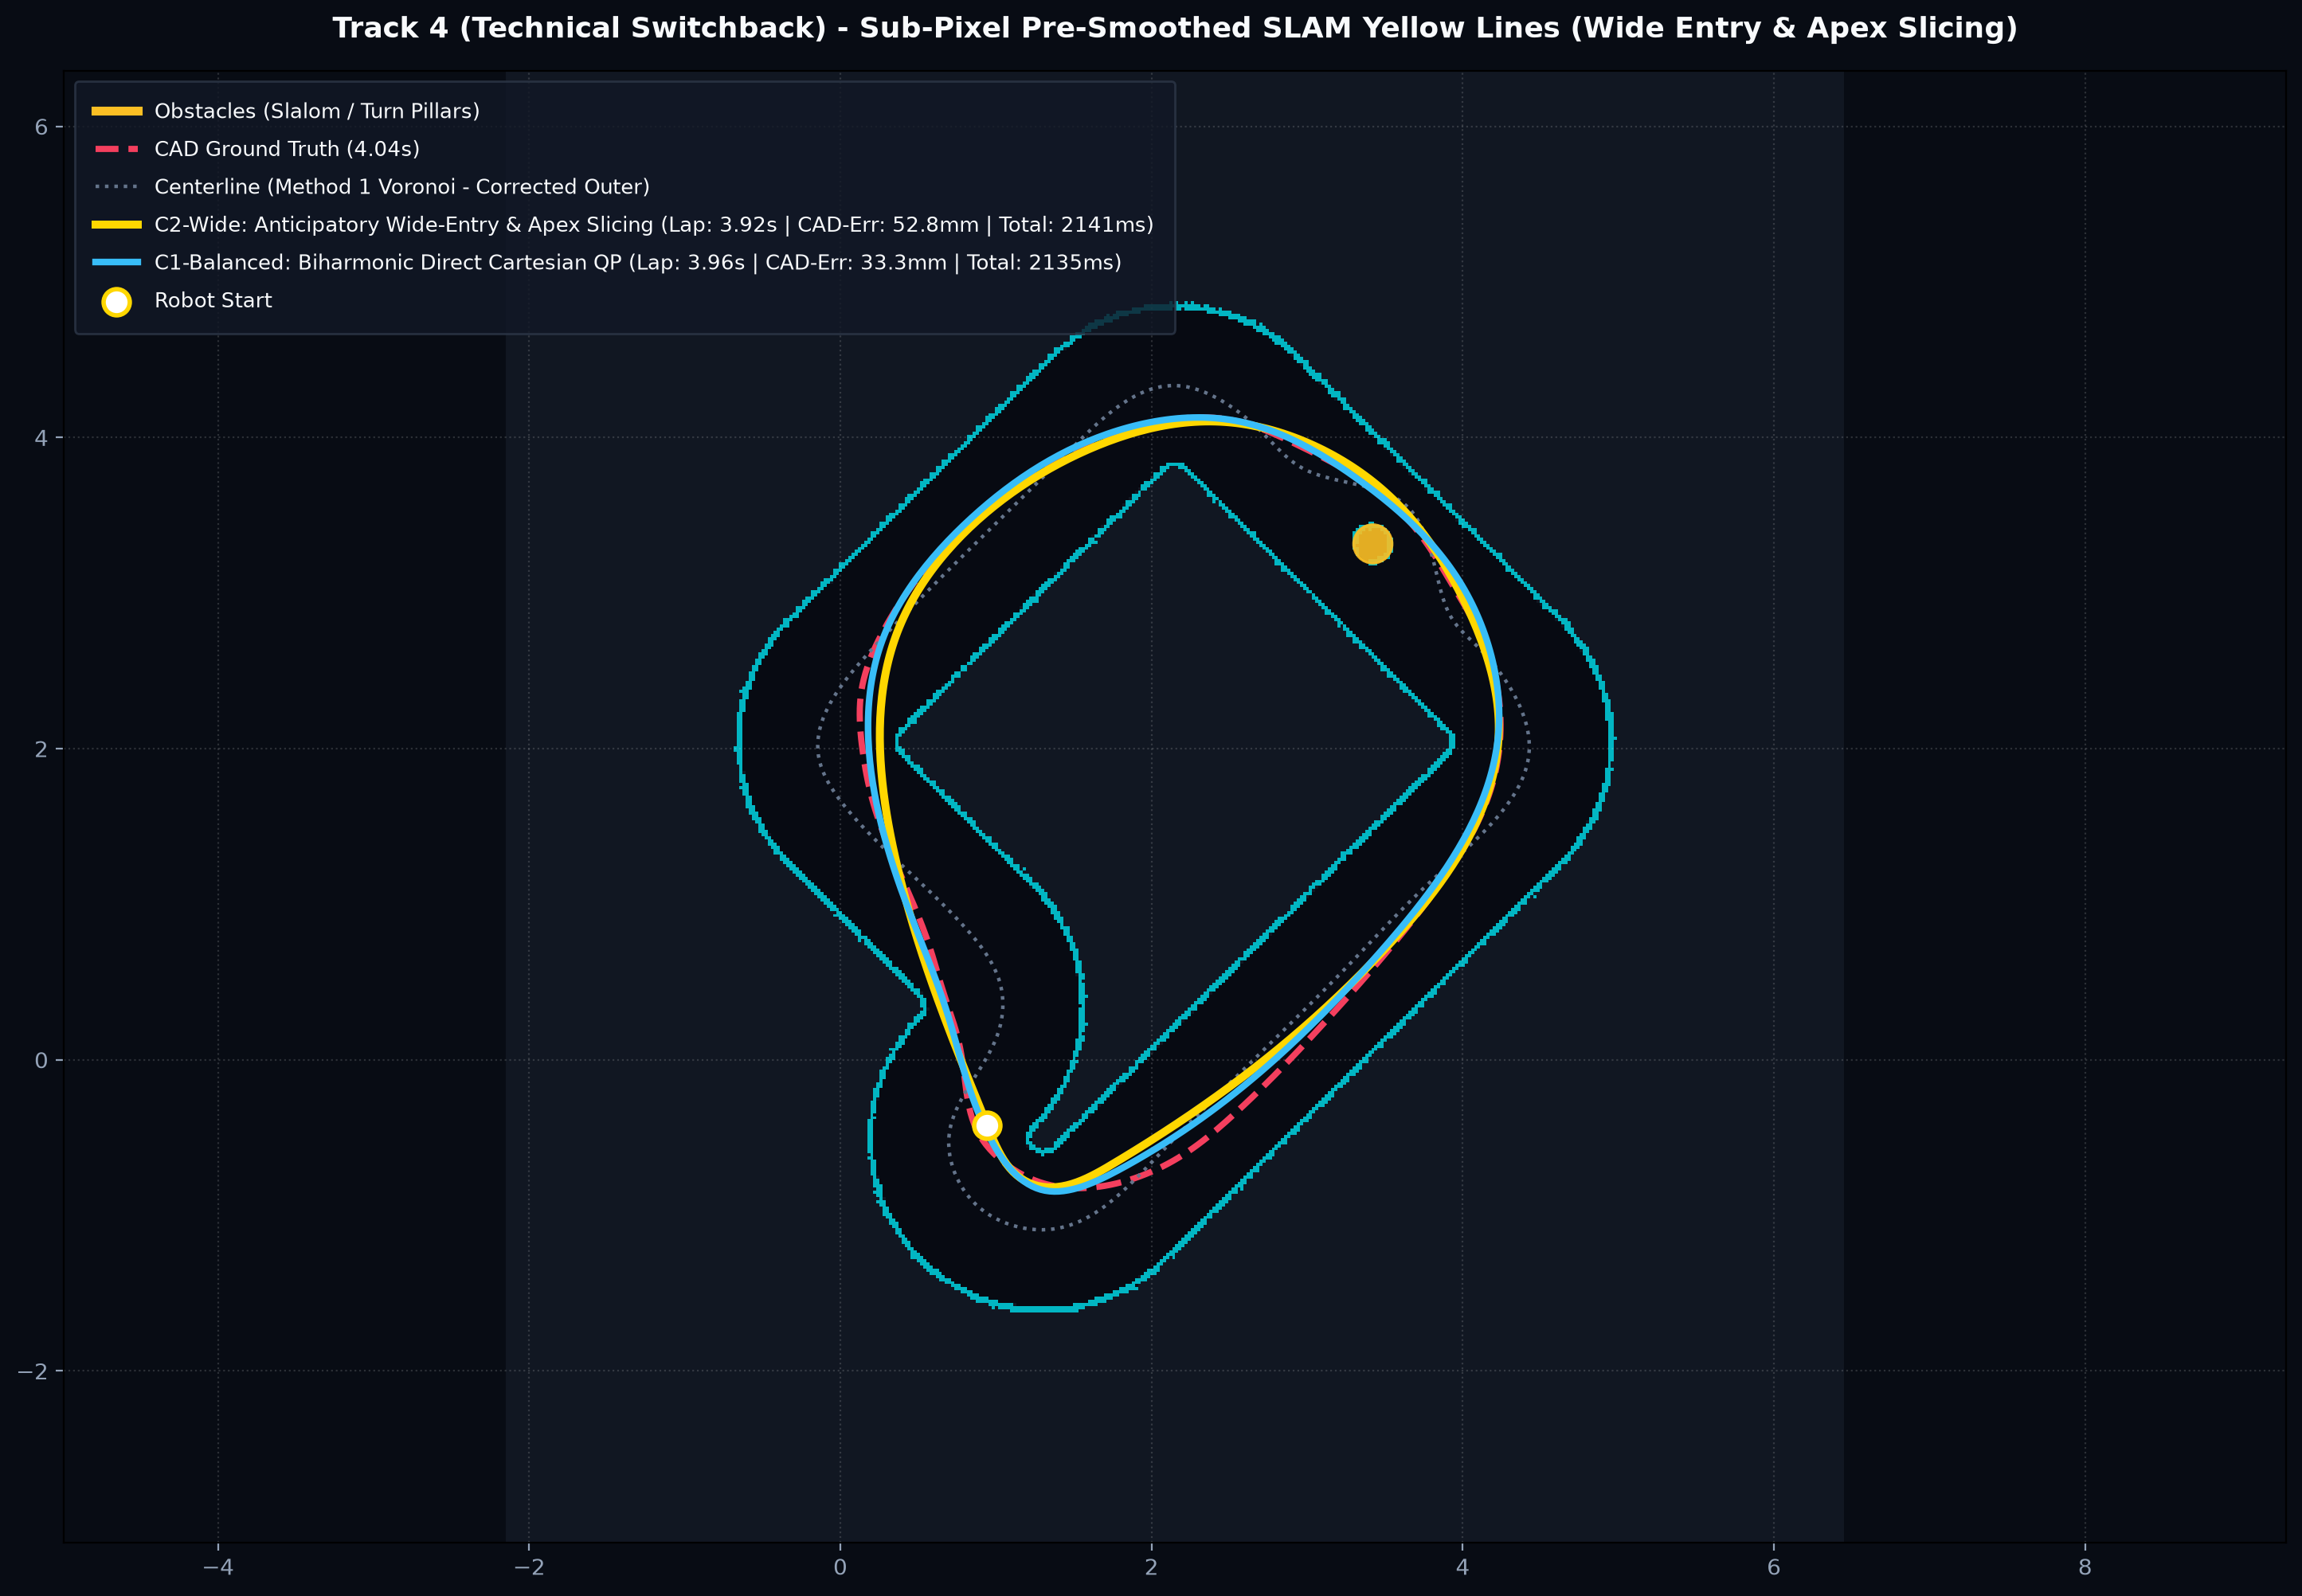 Track 4 (Technical Switchback) - Sub-Pixel Pre-Smoothed SLAM Yellow Lines (Wide Entry & Apex Slicing)
Obstacles (Slalom / Turn Pillars)
CAD Ground Truth (4.04s)
Centerline (Method 1 Voronoi - Corrected Outer)
C2-Wide: Anticipatory Wide-Entry & Apex Slicing (Lap: 3.92s | CAD-Err: 52.8mm | Total: 2141ms)
C1-Balanced: Biharmonic Direct Cartesian QP (Lap: 3.96s | CAD-Err: 33.3mm | Total: 2135ms)
Robot Start
6
4
2
0
−2
−4
−2
0
2
4
6
8